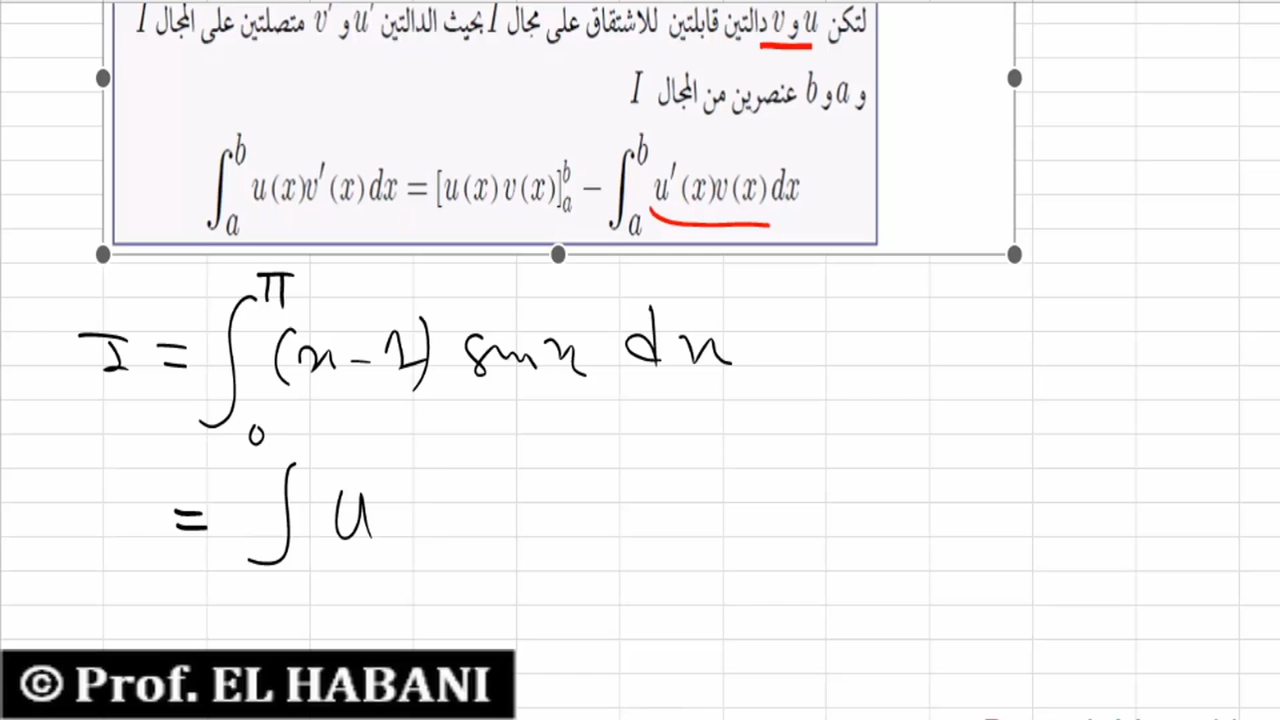 لتكن u و v دالتين قابلتين للاشتقاق على مجال I بحيث الدالتين u' و v' متصلتين على المجال I
و a و b عنصرين من المجال I
∫_a^b u(x)v'(x)dx = [u(x)v(x)]_a^b − ∫_a^b u'(x)v(x)dx
I = ∫_0^π (x-1) sin x dx
= ∫ u
© Prof. EL HABANI